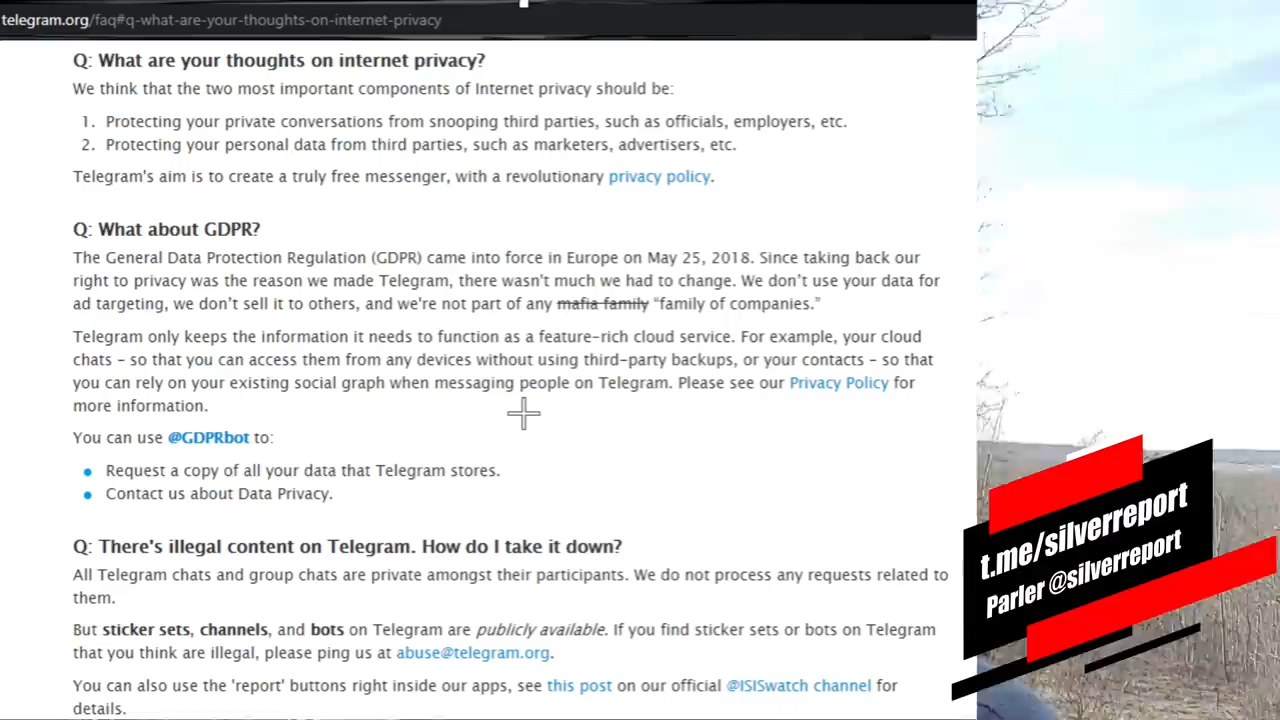 telegram.org/faq#q-what-are-your-thoughts-on-internet-privacy
Q: What are your thoughts on internet privacy?
We think that the two most important components of Internet privacy should be:
1. Protecting your private conversations from snooping third parties, such as officials, employers, etc.
2. Protecting your personal data from third parties, such as marketers, advertisers, etc.
Telegram's aim is to create a truly free messenger, with a revolutionary privacy policy.
Q: What about GDPR?
The General Data Protection Regulation (GDPR) came into force in Europe on May 25, 2018. Since taking back our
right to privacy was the reason we made Telegram, there wasn't much we had to change. We don't use your data for
ad targeting, we don't sell it to others, and we're not part of any mafia family “family of companies.”
Telegram only keeps the information it needs to function as a feature-rich cloud service. For example, your cloud
chats – so that you can access them from any devices without using third-party backups, or your contacts – so that
you can rely on your existing social graph when messaging people on Telegram. Please see our Privacy Policy for
more information.
You can use @GDPRbot to:
• Request a copy of all your data that Telegram stores.
• Contact us about Data Privacy.
Q: There's illegal content on Telegram. How do I take it down?
All Telegram chats and group chats are private amongst their participants. We do not process any requests related to
them.
But sticker sets, channels, and bots on Telegram are publicly available. If you find sticker sets or bots on Telegram
that you think are illegal, please ping us at abuse@telegram.org.
You can also use the 'report' buttons right inside our apps, see this post on our official @ISISwatch channel for
details.
t.me/silverreport
Parler @silverreport